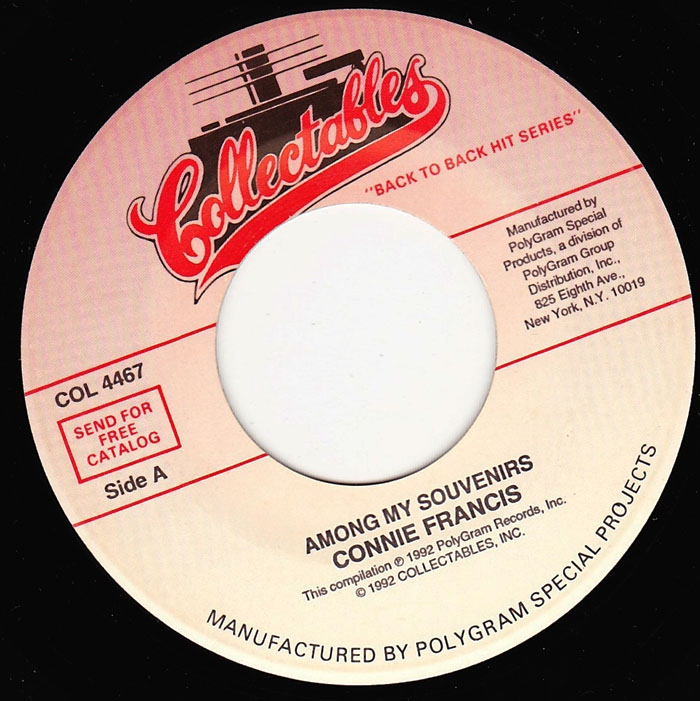 Collectables
"BACK TO BACK HIT SERIES"
Manufactured by
PolyGram Special
Products, a division of
PolyGram Group
Distribution, Inc.,
825 Eighth Ave.,
New York, N.Y. 10019
COL 4467
SEND FOR
FREE
CATALOG
Side A
AMONG MY SOUVENIRS
CONNIE FRANCIS
This compilation ℗ 1992 PolyGram Records, Inc.
© 1992 COLLECTABLES, INC.
MANUFACTURED BY POLYGRAM SPECIAL PROJECTS